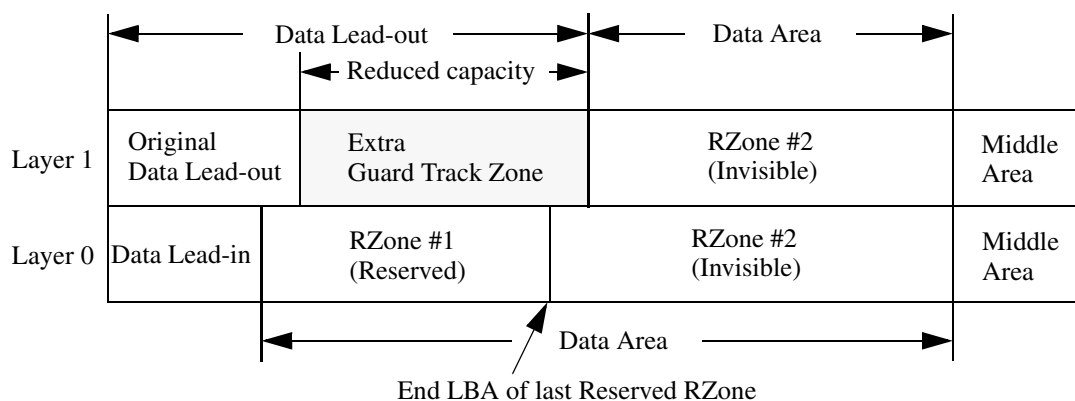 Data Lead-out
Data Area
Reduced capacity
Layer 1
Original
Data Lead-out
Extra
Guard Track Zone
RZone #2
(Invisible)
Middle
Area
Layer 0
Data Lead-in
RZone #1
(Reserved)
RZone #2
(Invisible)
Middle
Area
Data Area
End LBA of last Reserved RZone